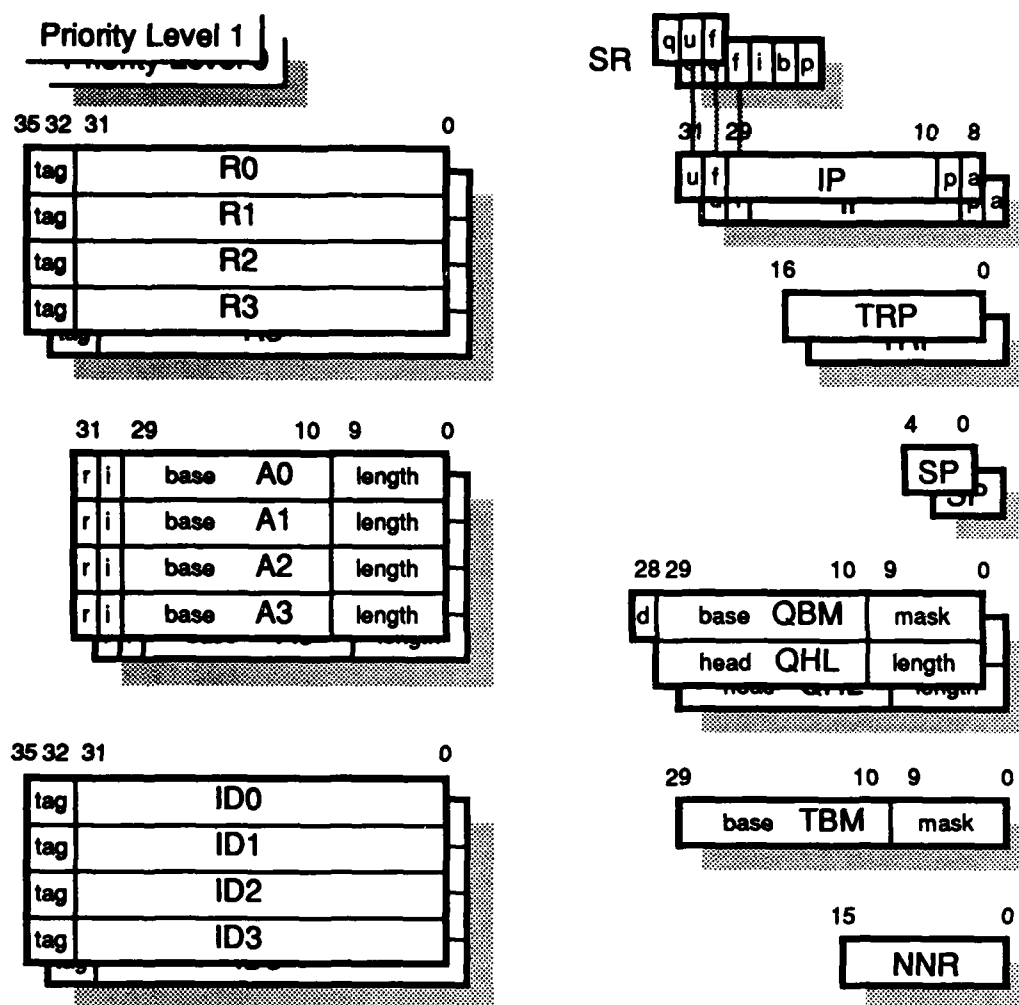 Priority Level 1
35 32 31 0
tag R0
tag R1
tag R2
tag R3
31 29 10 9 0
r i base A0 length
r i base A1 length
r i base A2 length
r i base A3 length
length
35 32 31 0
tag ID0
tag ID1
tag ID2
tag ID3
q u f
SR f i b p
31 29 10 8
u f IP p a
p a
16 0
TRP
4 0
SP
SP
28 29 10 9 0
d base QBM mask
head QHL length
length
29 10 9 0
base TBM mask
15 0
NNR